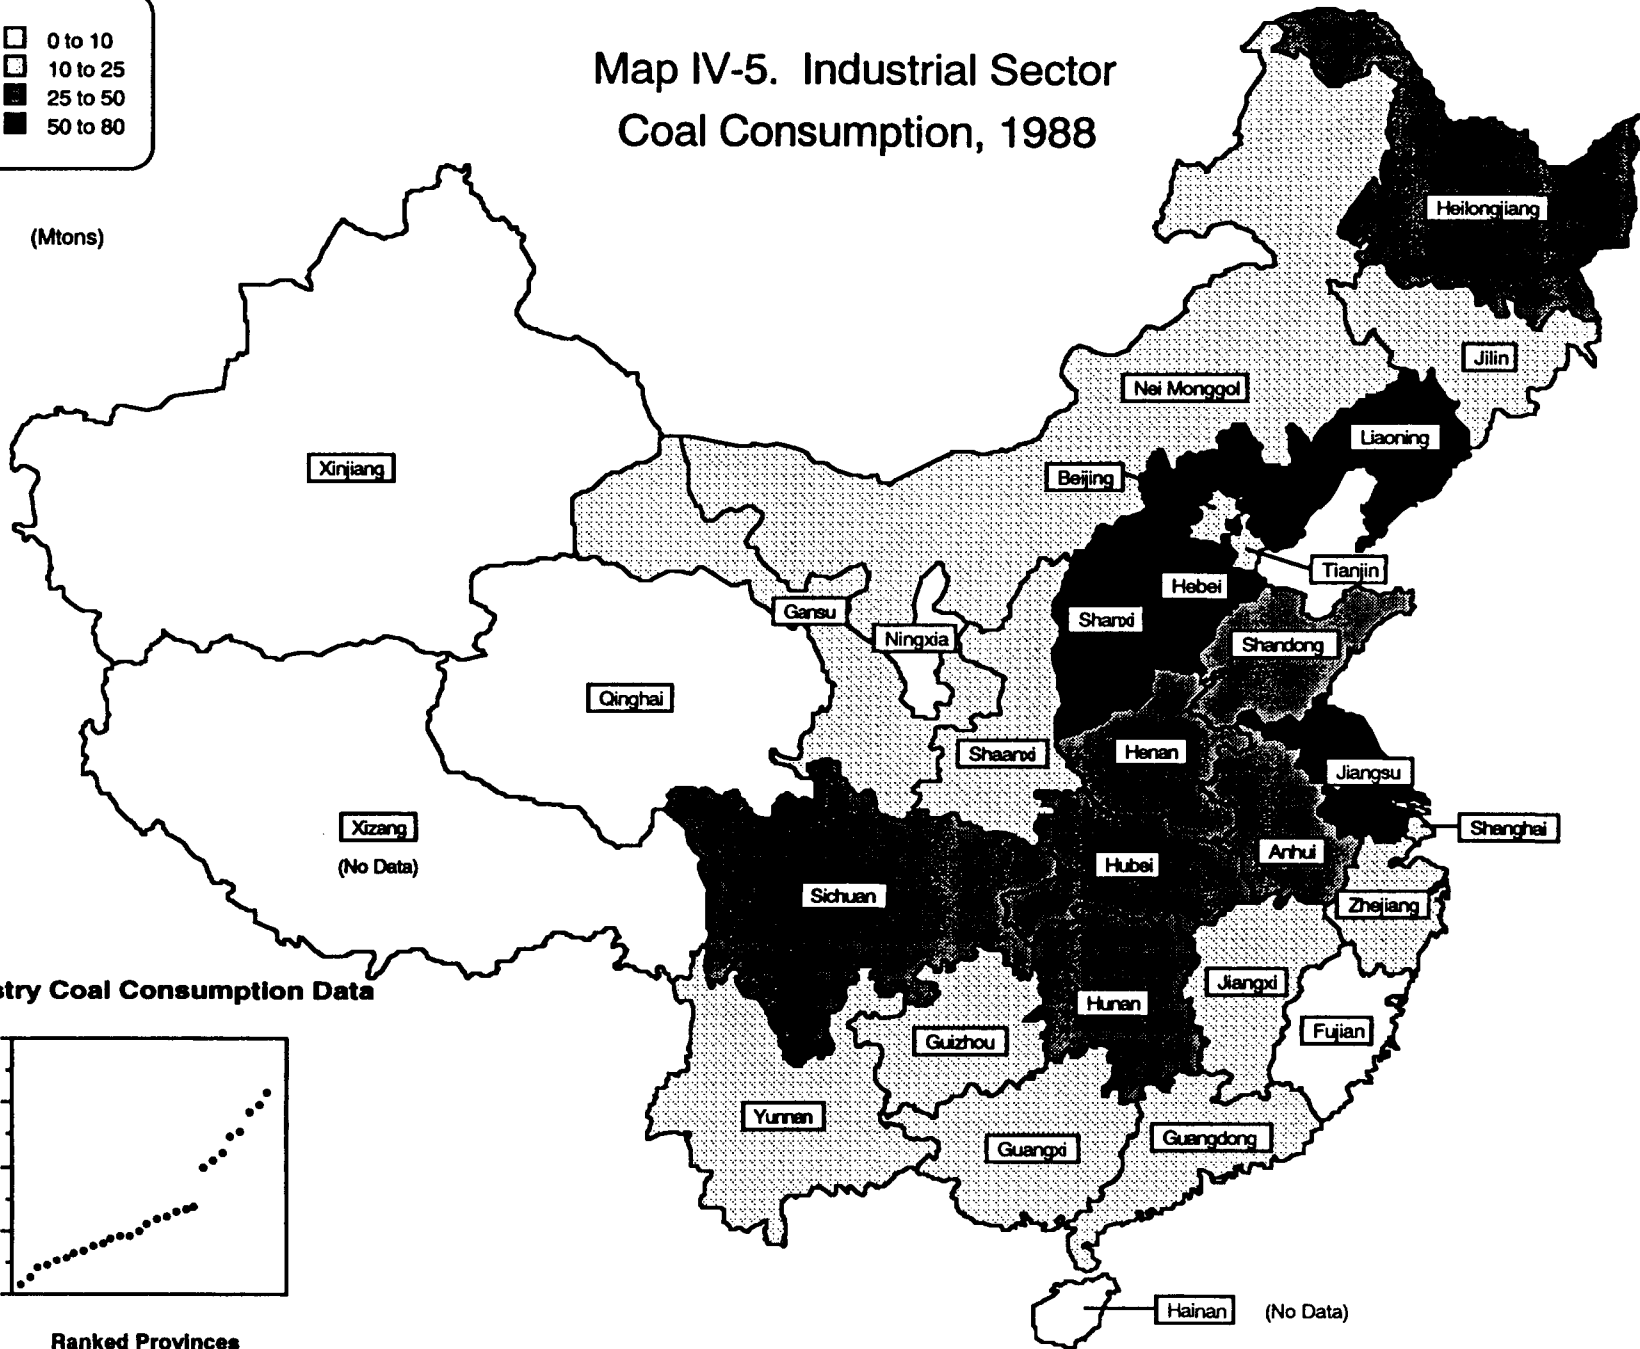 0 to 10
10 to 25
25 to 50
50 to 80
(Mtons)
Map IV-5. Industrial Sector
Coal Consumption, 1988
Heilongjiang
Jilin
Nei Monggol
Liaoning
Beijing
Xinjiang
Tianjin
Hebei
Gansu
Shanxi
Ningxia
Shandong
Qinghai
Shaanxi
Henan
Jiangsu
Xizang
(No Data)
Shanghai
Hubei
Anhui
Sichuan
Zhejiang
Jiangxi
Hunan
Fujian
Guizhou
Yunnan
Guangxi
Guangdong
Hainan
(No Data)
stry Coal Consumption Data
Ranked Provinces